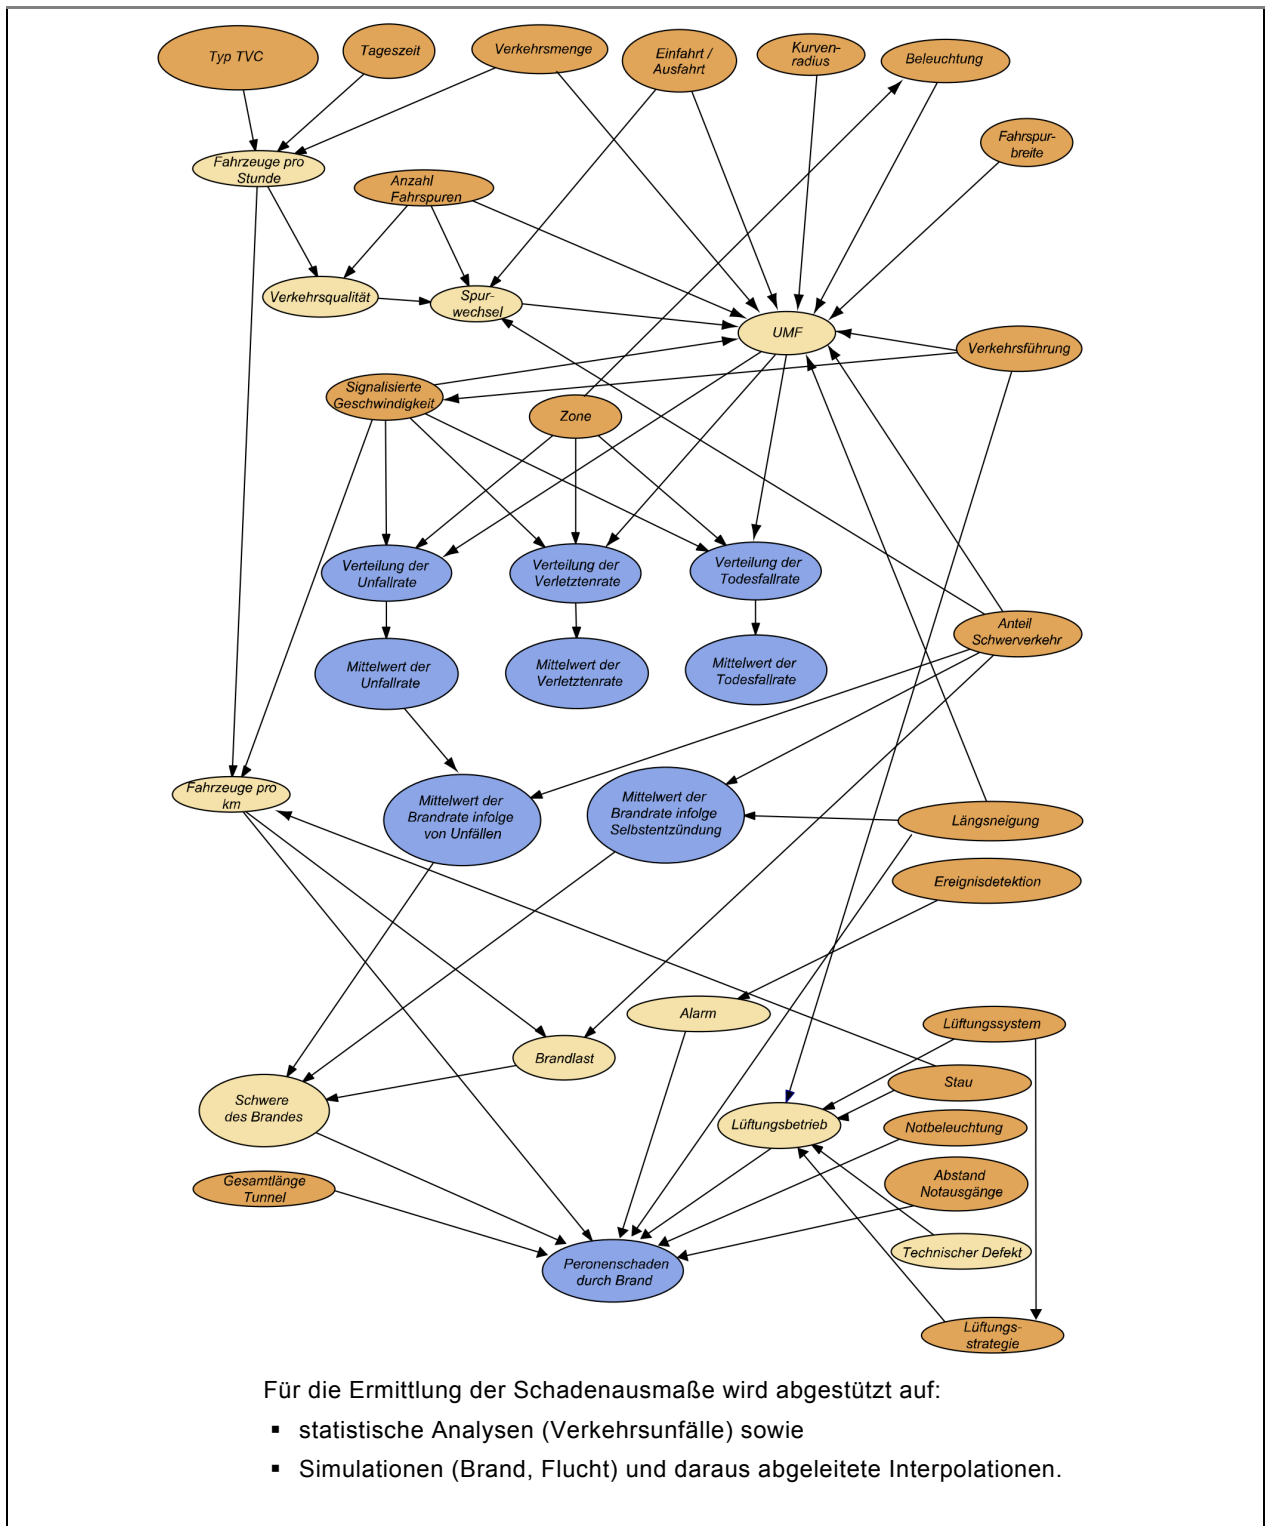 Typ TVC
Tageszeit
Verkehrsmenge
Einfahrt /
Ausfahrt
Kurven-
radius
Beleuchtung
Fahrspur-
breite
Fahrzeuge pro
Stunde
Anzahl
Fahrspuren
Verkehrsqualität
Spur-
wechsel
UMF
Verkehrsführung
Signalisierte
Geschwindigkeit
Zone
Verteilung der
Unfallrate
Verteilung der
Verletztenrate
Verteilung der
Todesfallrate
Anteil
Schwerverkehr
Mittelwert der
Unfallrate
Mittelwert der
Verletztenrate
Mittelwert der
Todesfallrate
Fahrzeuge pro
km
Mittelwert der
Brandrate infolge
von Unfällen
Mittelwert der
Brandrate infolge
Selbstentzündung
Längsneigung
Ereignisdetektion
Alarm
Lüftungssystem
Brandlast
Stau
Schwere
des Brandes
Lüftungsbetrieb
Notbeleuchtung
Gesamtlänge
Tunnel
Abstand
Notausgänge
Technischer Defekt
Peronenschaden
durch Brand
Lüftungs-
strategie
Für die Ermittlung der Schadenausmaße wird abgestützt auf:
▪ statistische Analysen (Verkehrsunfälle) sowie
▪ Simulationen (Brand, Flucht) und daraus abgeleitete Interpolationen.